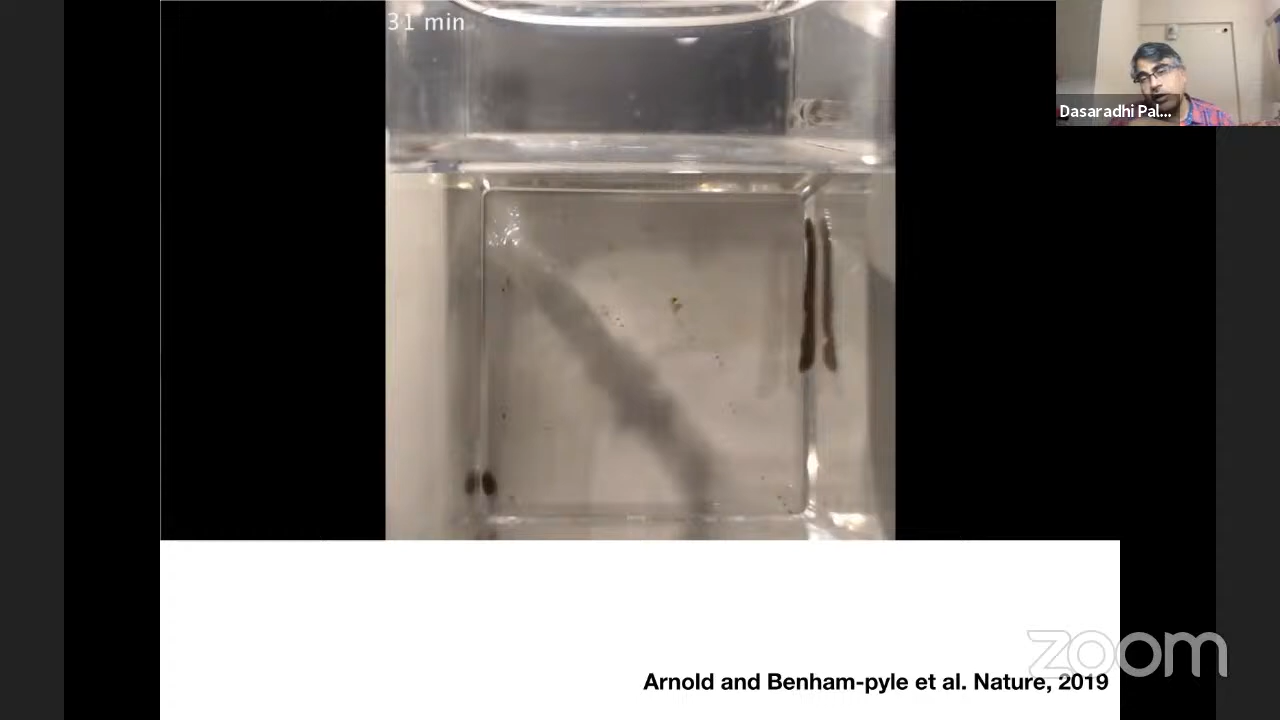 31 min
Dasaradhi Pal...
zoom
Arnold and Benham-pyle et al. Nature, 2019